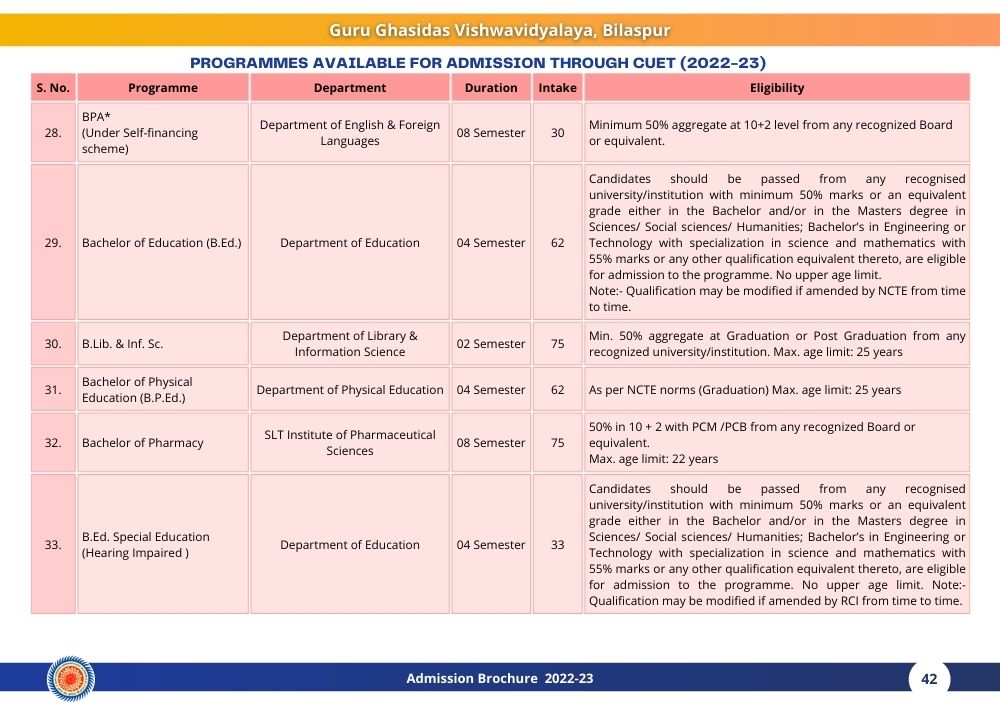 Guru Ghasidas Vishwavidyalaya, Bilaspur
PROGRAMMES AVAILABLE FOR ADMISSION THROUGH CUET (2022-23)
S. No. Programme Department Duration Intake Eligibility
28.
BPA*
(Under Self-financing
scheme)
Department of English & Foreign
Languages
08 Semester
30
Minimum 50% aggregate at 10+2 level from any recognized Board
or equivalent.
29.
Bachelor of Education (B.Ed.)
Department of Education
04 Semester
62
Candidates should be passed from any recognised
university/institution with minimum 50% marks or an equivalent
grade either in the Bachelor and/or in the Masters degree in
Sciences/ Social sciences/ Humanities; Bachelor's in Engineering or
Technology with specialization in science and mathematics with
55% marks or any other qualification equivalent thereto, are eligible
for admission to the programme. No upper age limit.
Note:- Qualification may be modified if amended by NCTE from time
to time.
30.
B.Lib. & Inf. Sc.
Department of Library &
Information Science
02 Semester
75
Min. 50% aggregate at Graduation or Post Graduation from any
recognized university/institution. Max. age limit: 25 years
31.
Bachelor of Physical
Education (B.P.Ed.)
Department of Physical Education
04 Semester
62
As per NCTE norms (Graduation) Max. age limit: 25 years
32.
Bachelor of Pharmacy
SLT Institute of Pharmaceutical
Sciences
08 Semester
75
50% in 10 + 2 with PCM /PCB from any recognized Board or
equivalent.
Max. age limit: 22 years
33.
B.Ed. Special Education
(Hearing Impaired )
Department of Education
04 Semester
33
Candidates should be passed from any recognised
university/institution with minimum 50% marks or an equivalent
grade either in the Bachelor and/or in the Masters degree in
Sciences/ Social sciences/ Humanities; Bachelor's in Engineering or
Technology with specialization in science and mathematics with
55% marks or any other qualification equivalent thereto, are eligible
for admission to the programme. No upper age limit. Note:-
Qualification may be modified if amended by RCI from time to time.
Admission Brochure 2022-23
42